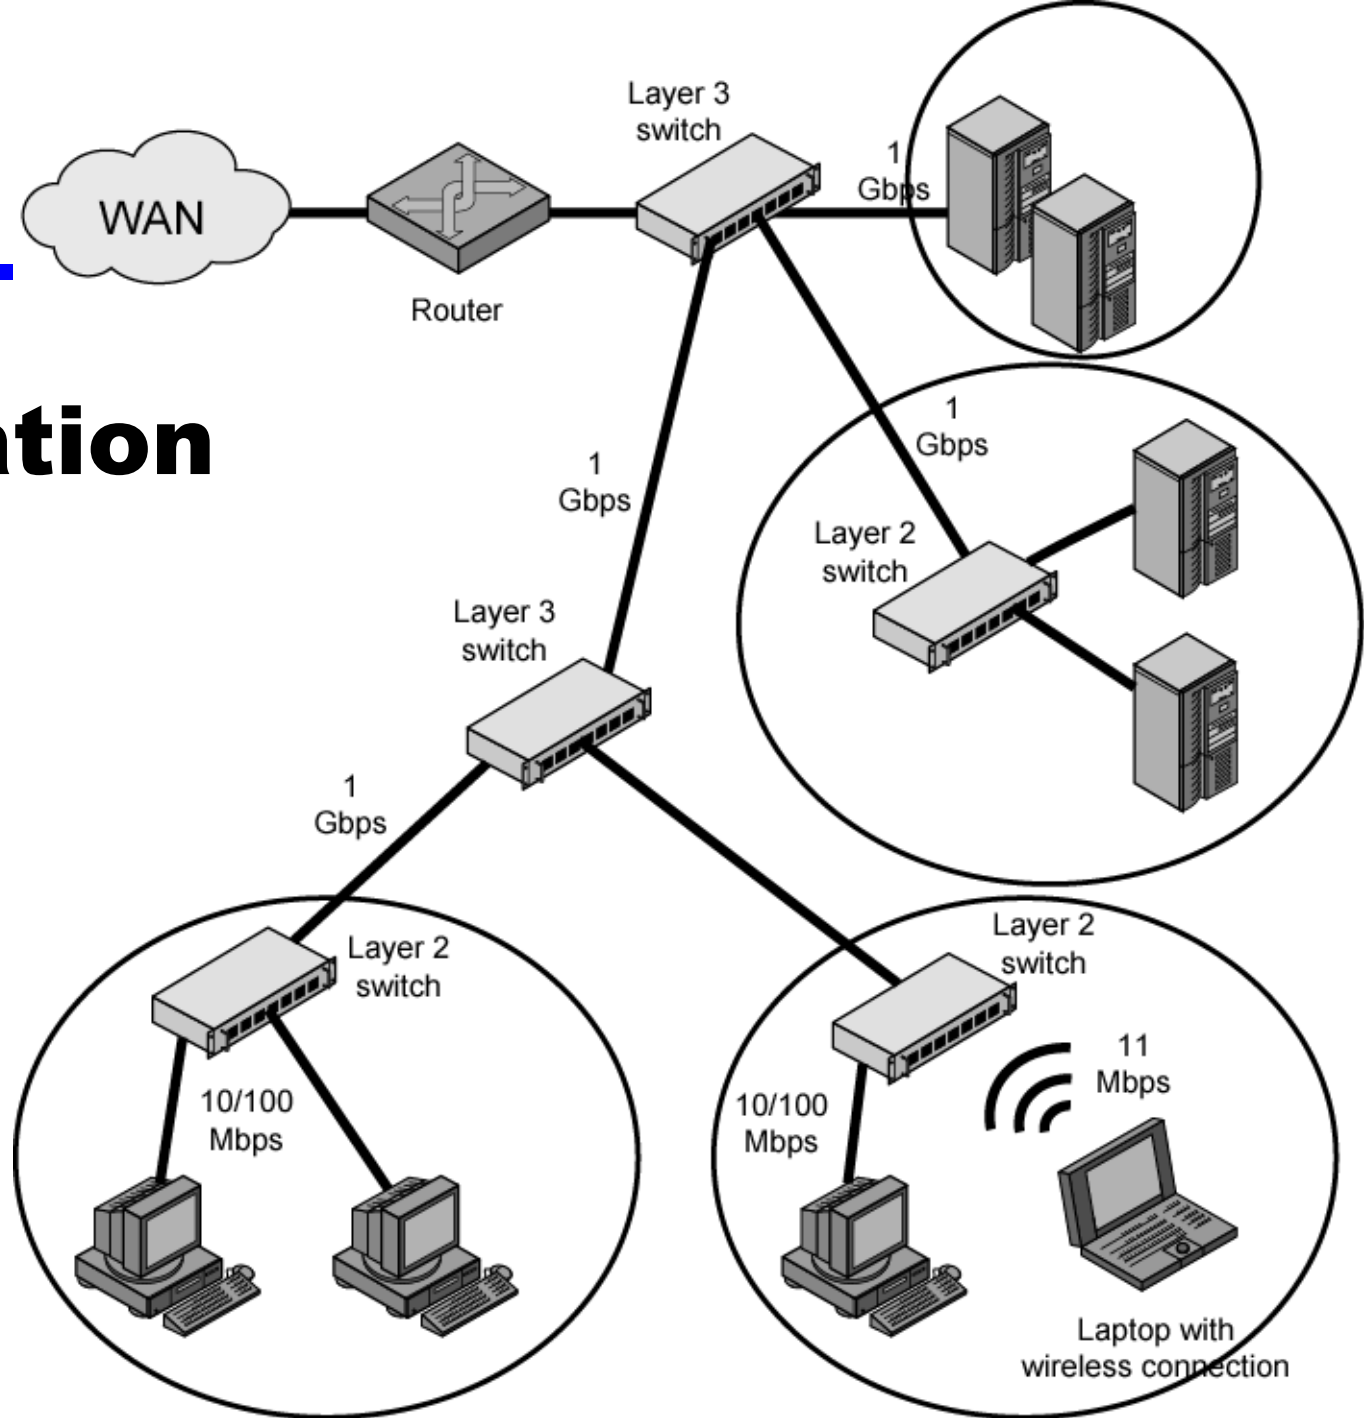 Layer 3
switch
1
Gbps
WAN
Router
ation
1
Gbps
1
Gbps
Layer 2
switch
Layer 3
switch
1
Gbps
Layer 2
switch
Layer 2
switch
10/100
Mbps
10/100
Mbps
11
Mbps
Laptop with
wireless connection